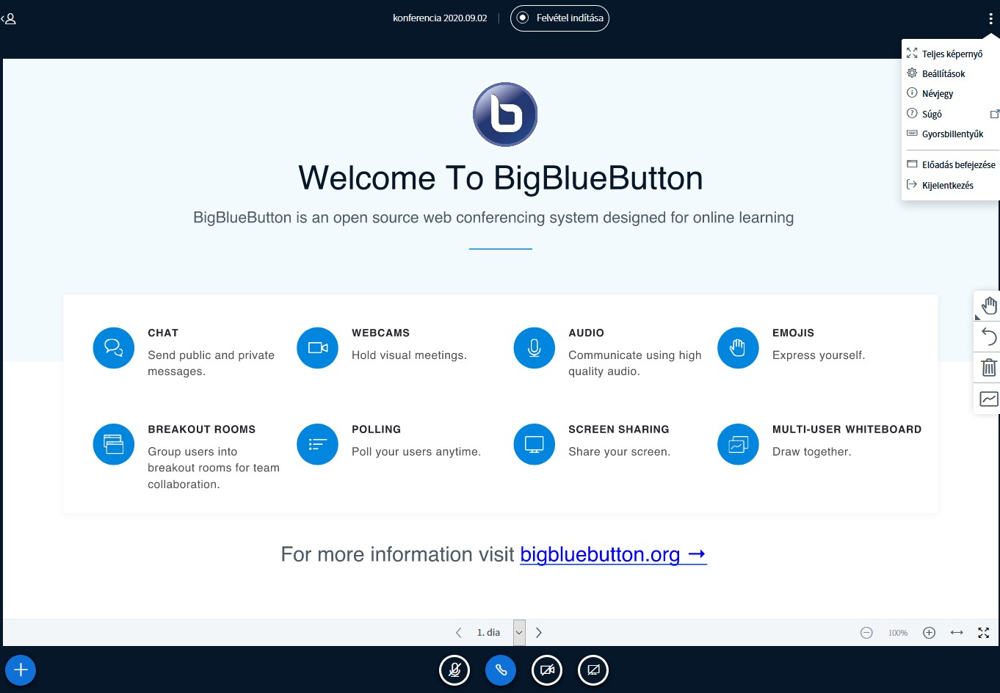 konferencia 2020.09.02 | Felvétel indítása
Teljes képernyő
Beállítások
Névjegy
Súgó
Gyorsbillentyűk
Előadás befejezése
Kijelentkezés
Welcome To BigBlueButton
BigBlueButton is an open source web conferencing system designed for online learning
CHAT
Send public and private
messages.
WEBCAMS
Hold visual meetings.
AUDIO
Communicate using high
quality audio.
EMOJIS
Express yourself.
BREAKOUT ROOMS
Group users into
breakout rooms for team
collaboration.
POLLING
Poll your users anytime.
SCREEN SHARING
Share your screen.
MULTI-USER WHITEBOARD
Draw together.
For more information visit bigbluebutton.org →
1. dia
100%